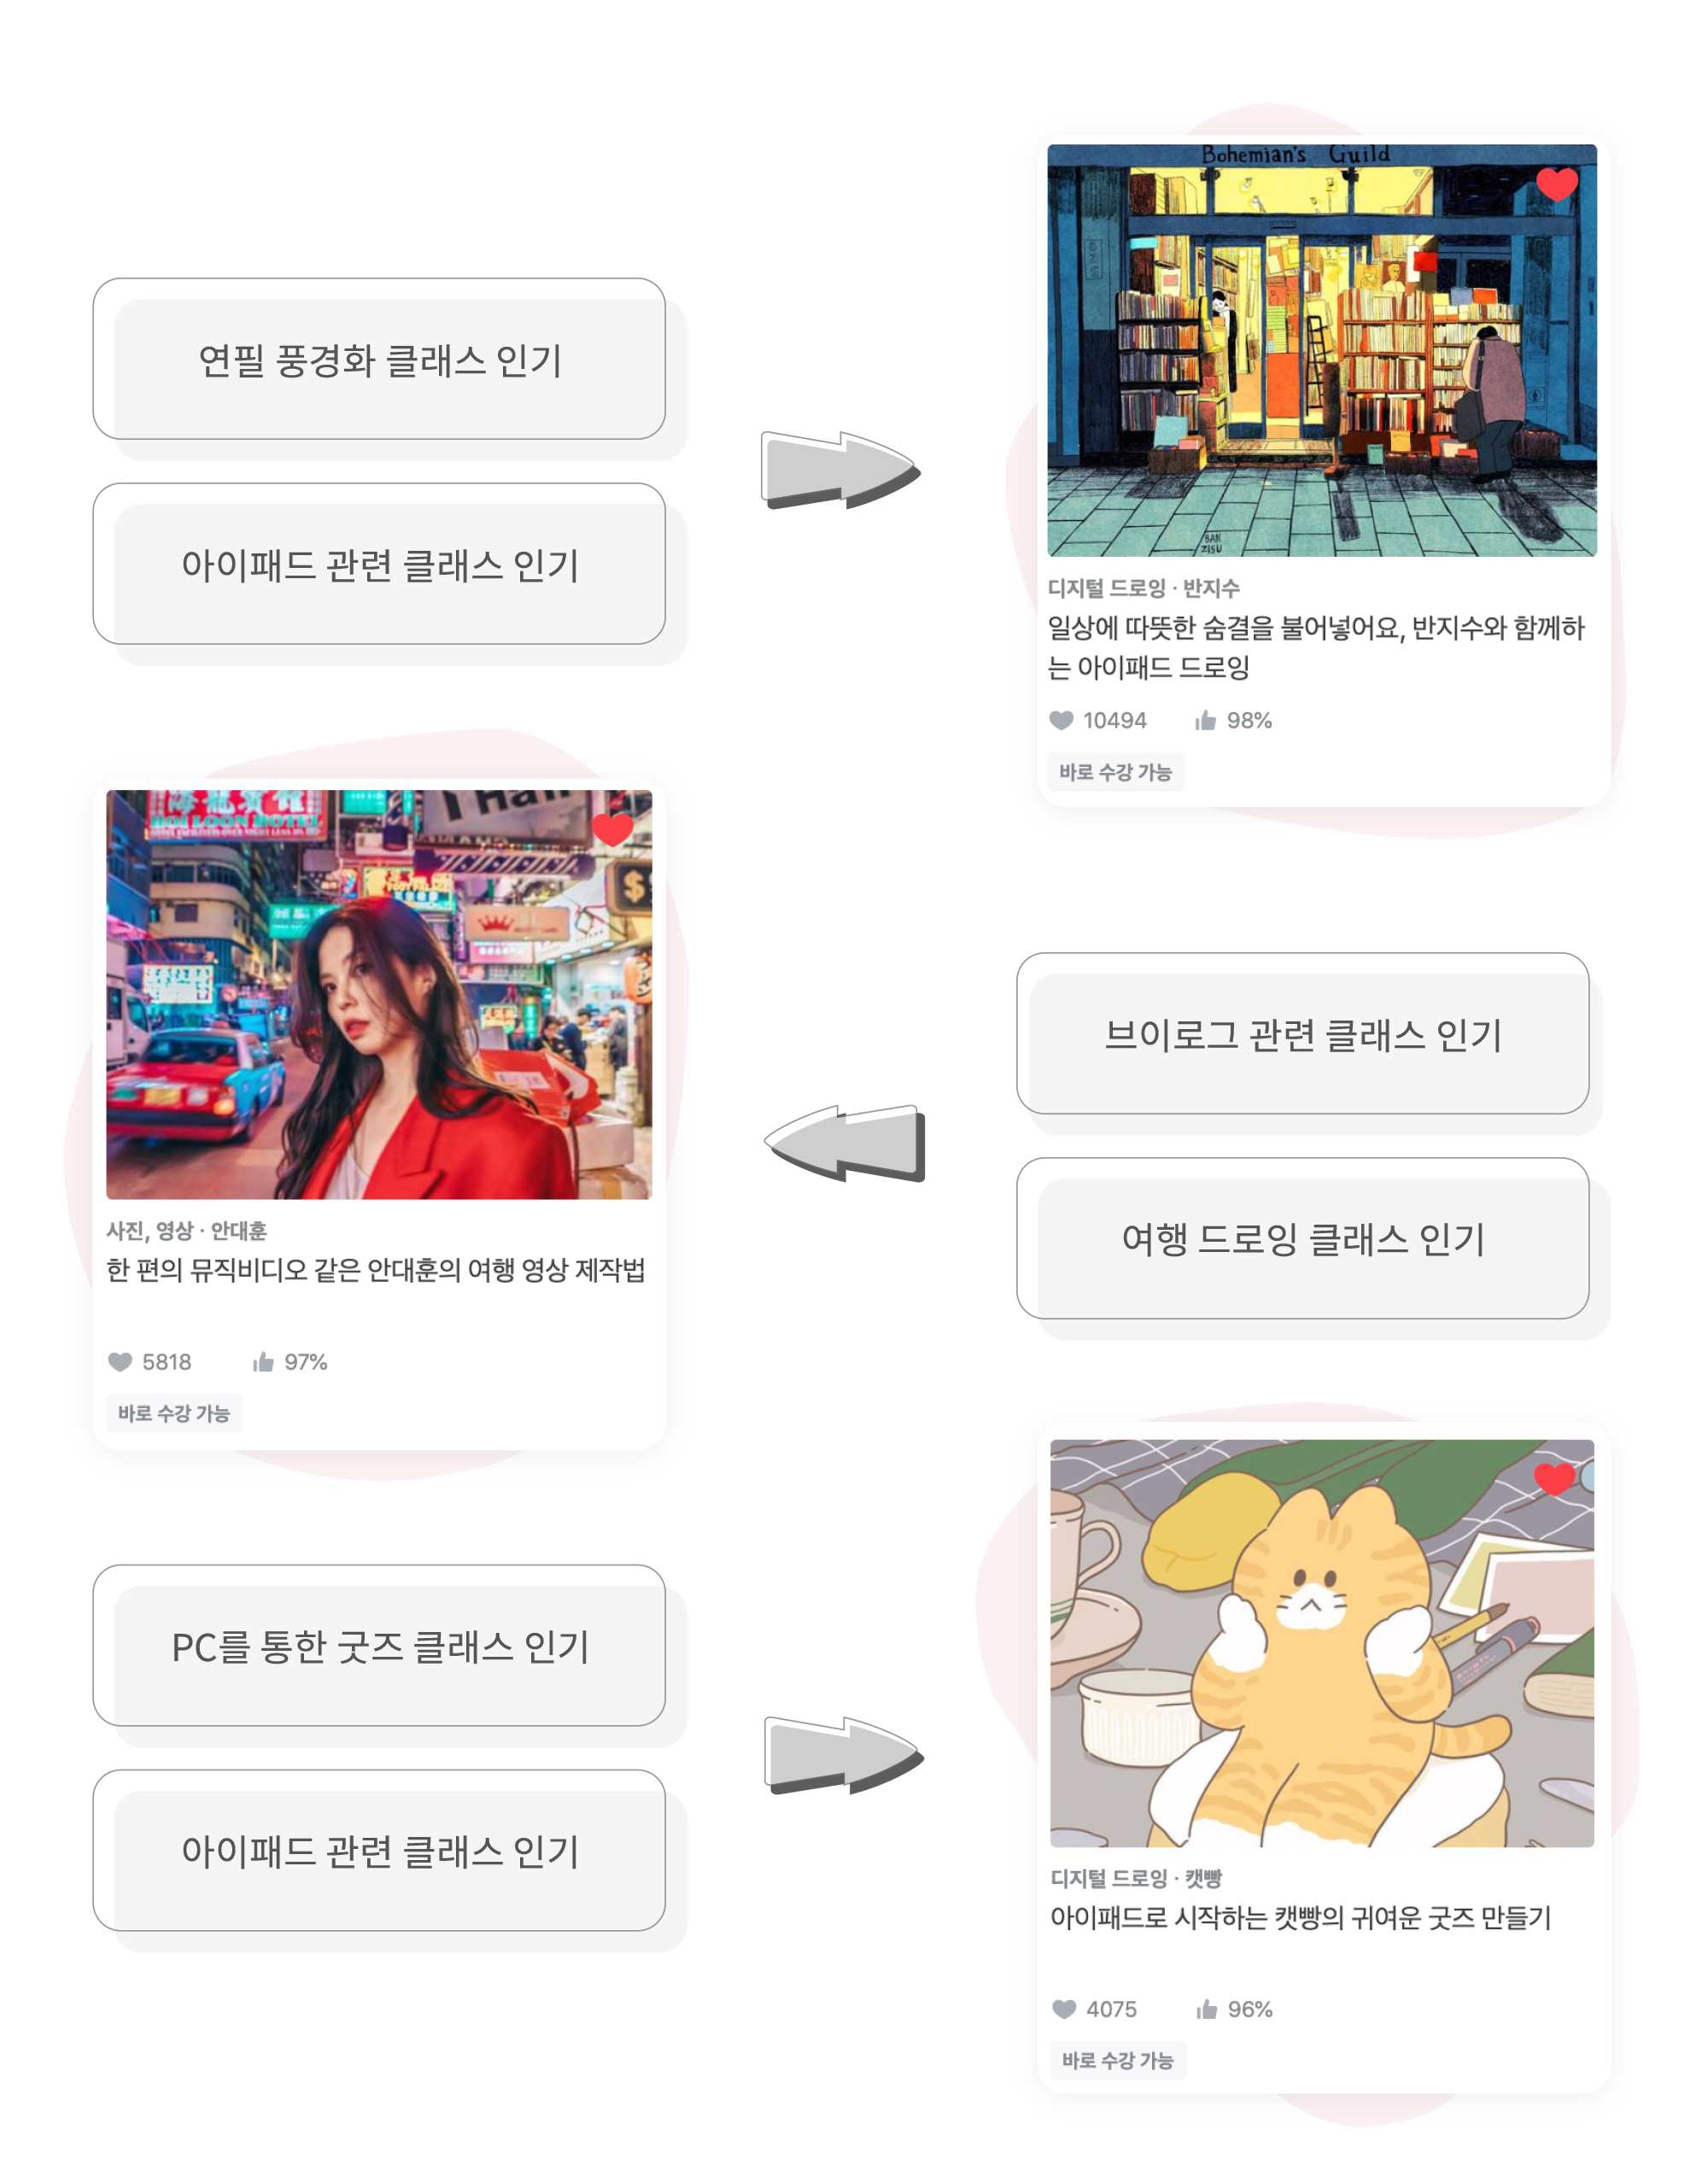 연필 풍경화 클래스 인기
아이패드 관련 클래스 인기
Bohemian's Guild
BAN
ZISU
디지털 드로잉 · 반지수
일상에 따뜻한 숨결을 불어넣어요, 반지수와 함께하
는 아이패드 드로잉
10494 98%
바로 수강 가능
HOI LOON HOTEL
$
사진, 영상 · 안대훈
한 편의 뮤직비디오 같은 안대훈의 여행 영상 제작법
5818 97%
바로 수강 가능
브이로그 관련 클래스 인기
여행 드로잉 클래스 인기
PC를 통한 굿즈 클래스 인기
아이패드 관련 클래스 인기
디지털 드로잉 · 캣빵
아이패드로 시작하는 캣빵의 귀여운 굿즈 만들기
4075 96%
바로 수강 가능